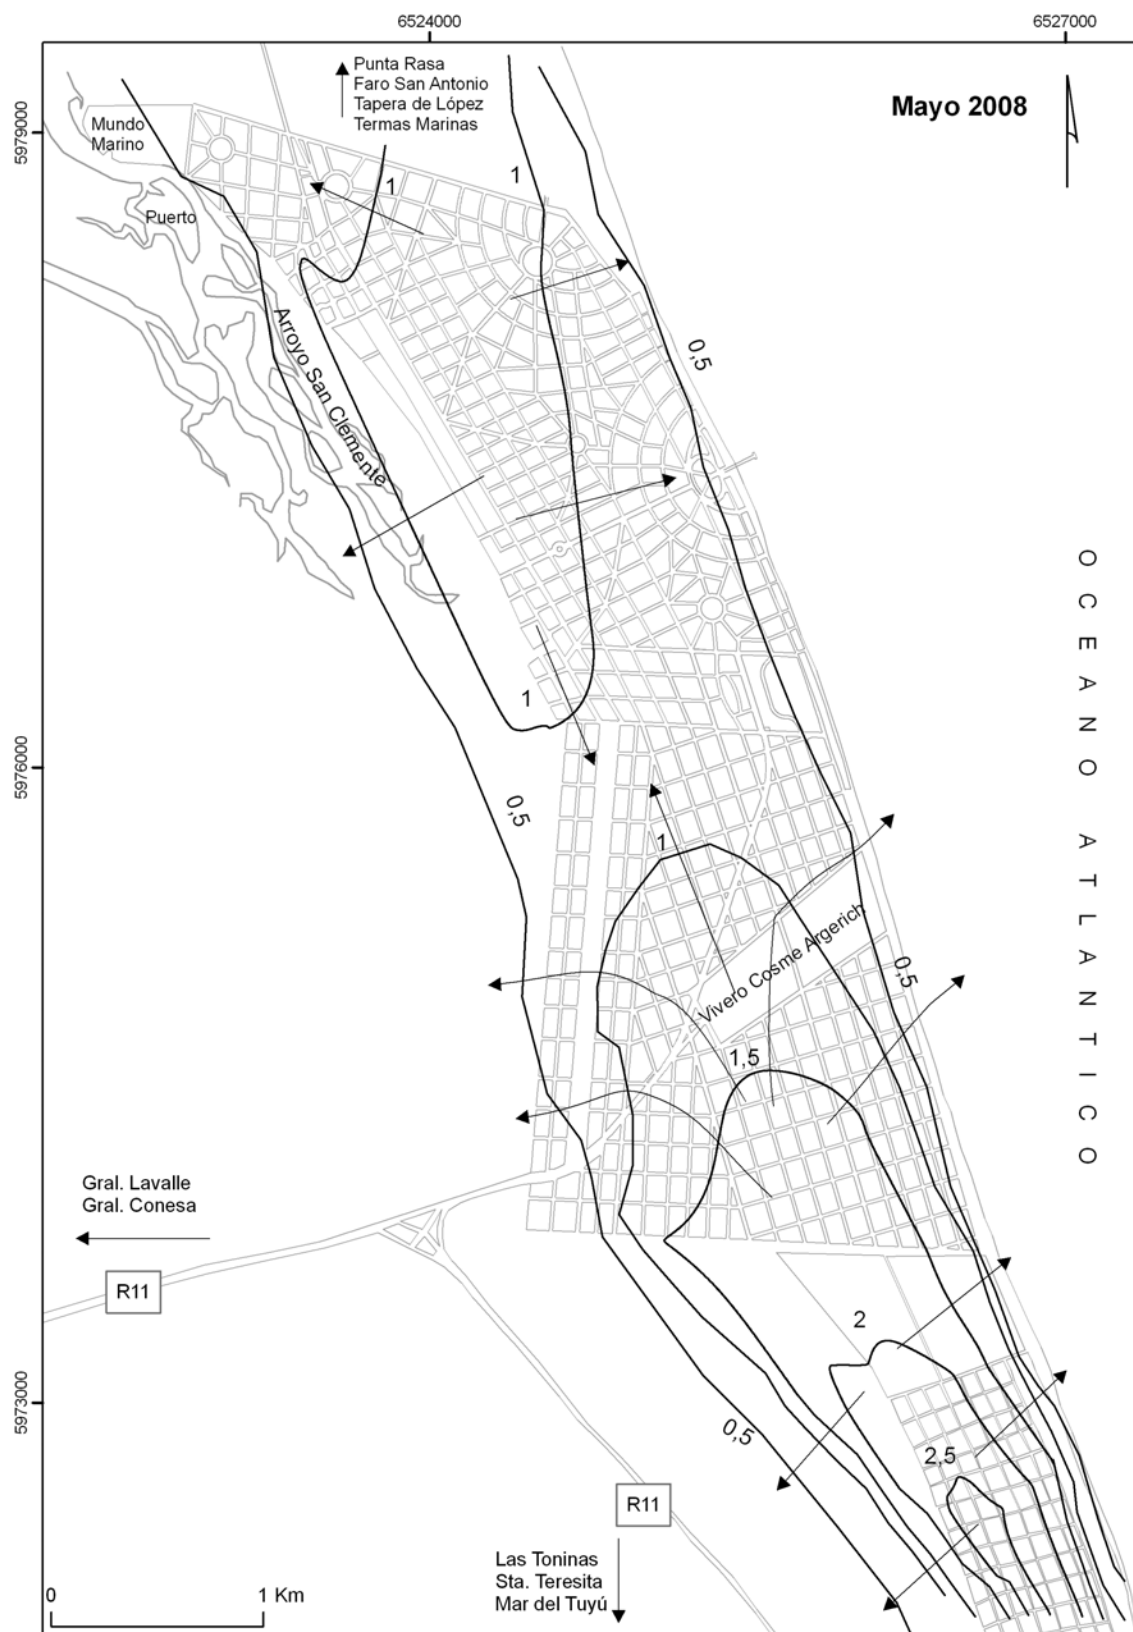 6524000
6527000
Punta Rasa
Faro San Antonio
Tapera de López
Termas Marinas
Mayo 2008
5979000
Mundo
Marino
1
1
Puerto
Arroyo San Clemente
0,5
OCEANO ATLANTICO
1
5976000
0,5
1
Vivero Cosme Argerich
0,5
1,5
Gral. Lavalle
Gral. Conesa
R11
2
5973000
0,5
2,5
R11
Las Toninas
Sta. Teresita
Mar del Tuyú
0
1 Km